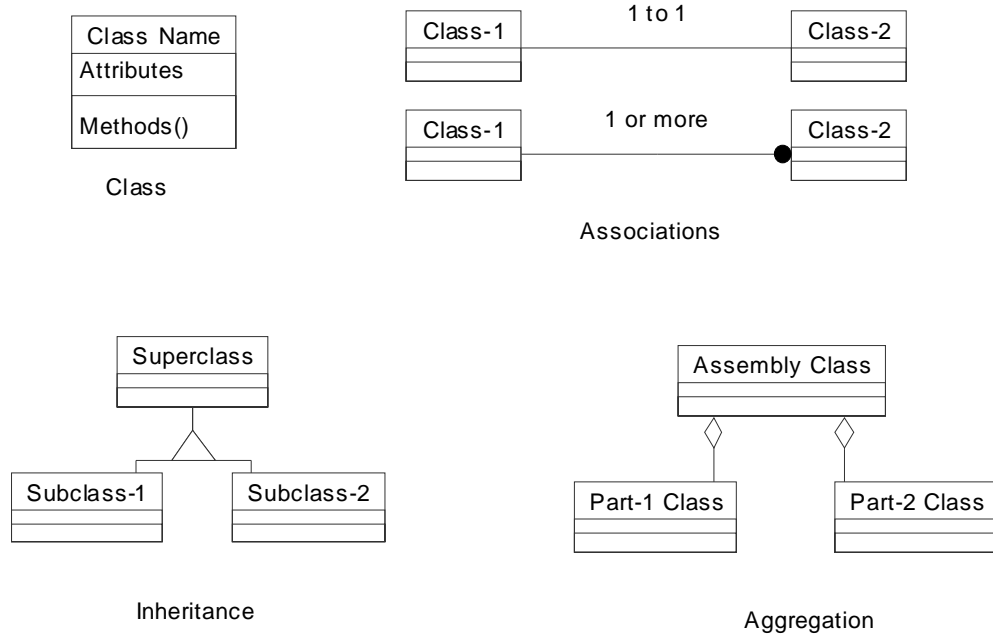 Class Name
Attributes
Methods()
Class
1 to 1
Class-1
Class-2
1 or more
Class-1
Class-2
Associations
Superclass
Subclass-1
Subclass-2
Inheritance
Assembly Class
Part-1 Class
Part-2 Class
Aggregation